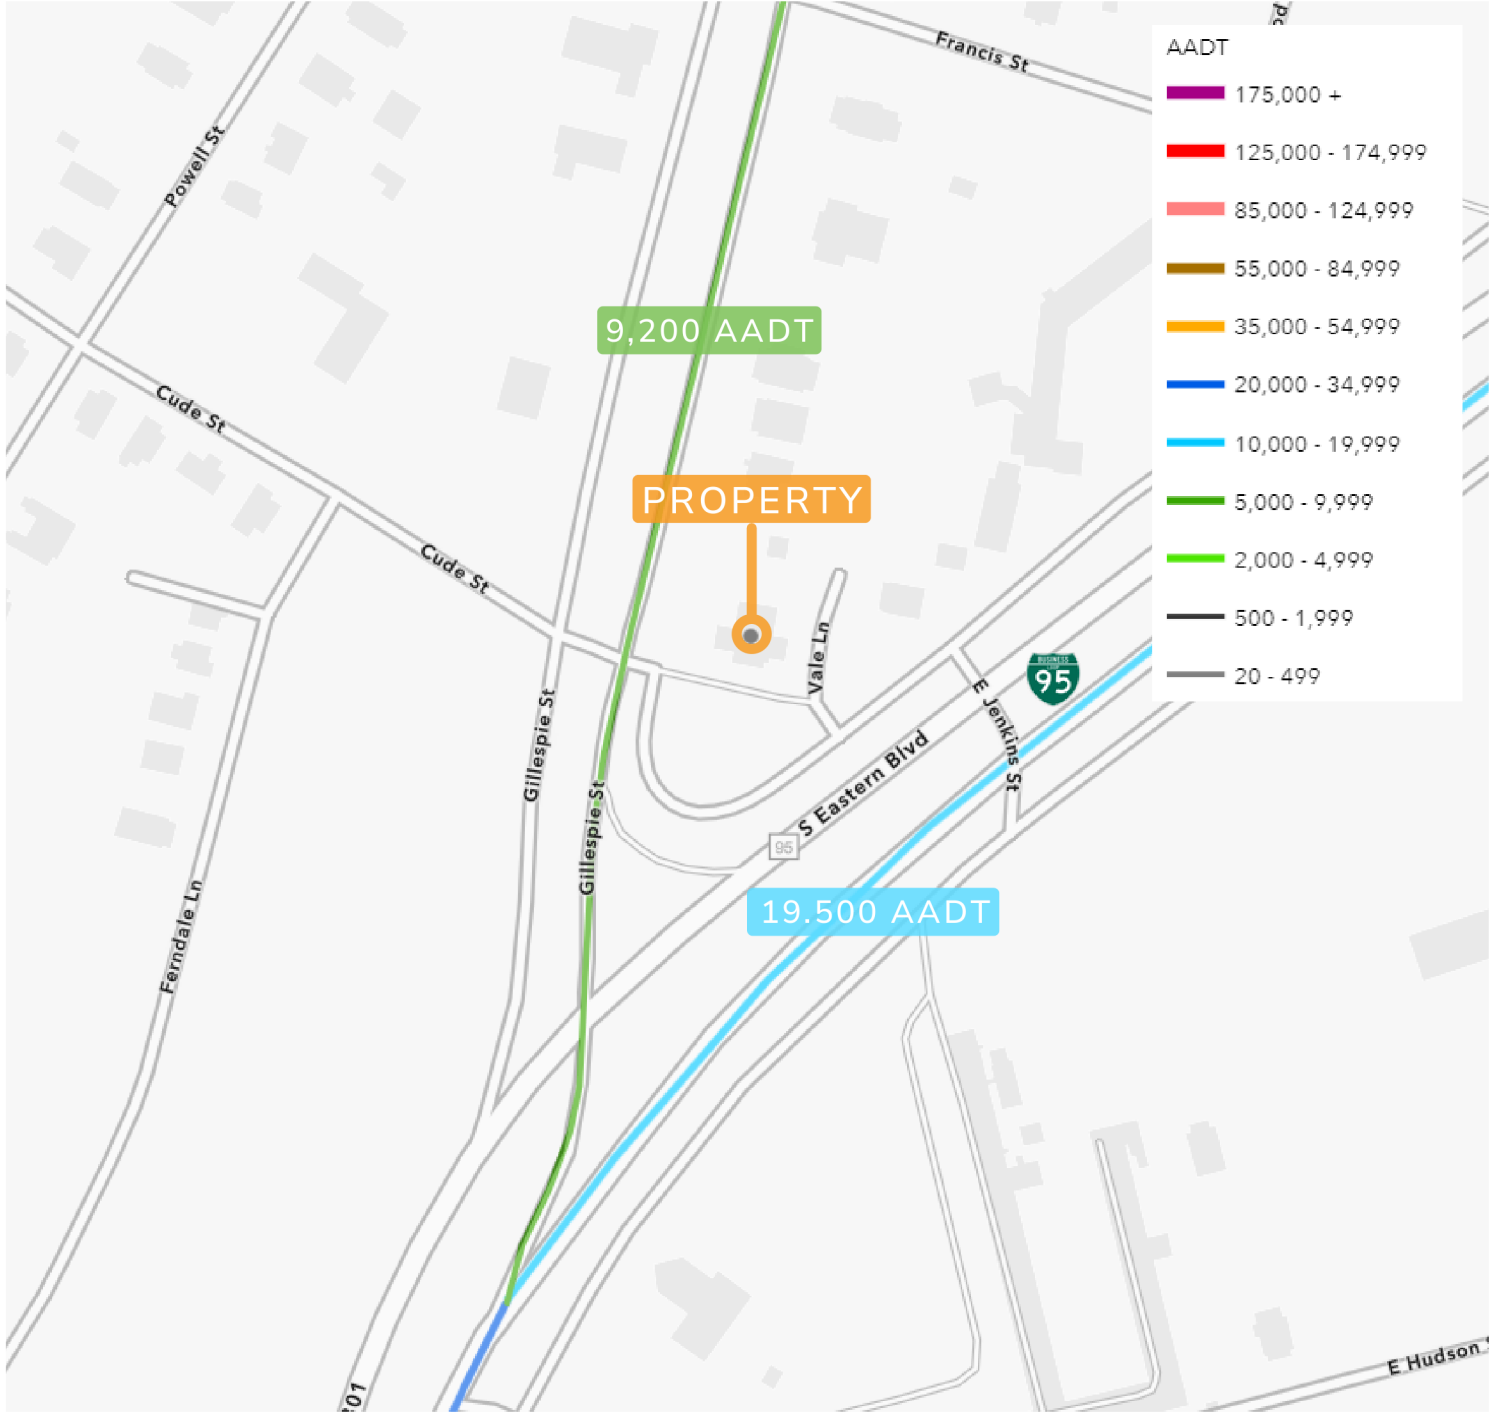 Francis St
Powell St
AADT
175,000 +
125,000 - 174,999
85,000 - 124,999
55,000 - 84,999
35,000 - 54,999
20,000 - 34,999
10,000 - 19,999
5,000 - 9,999
2,000 - 4,999
500 - 1,999
20 - 499
9,200 AADT
Cude St
PROPERTY
Cude St
Vale Ln
BUSINESS
95
E Jenkins St
Gillespie St
Gillespie St
S Eastern Blvd
95
19.500 AADT
Ferndale Ln
E Hudson